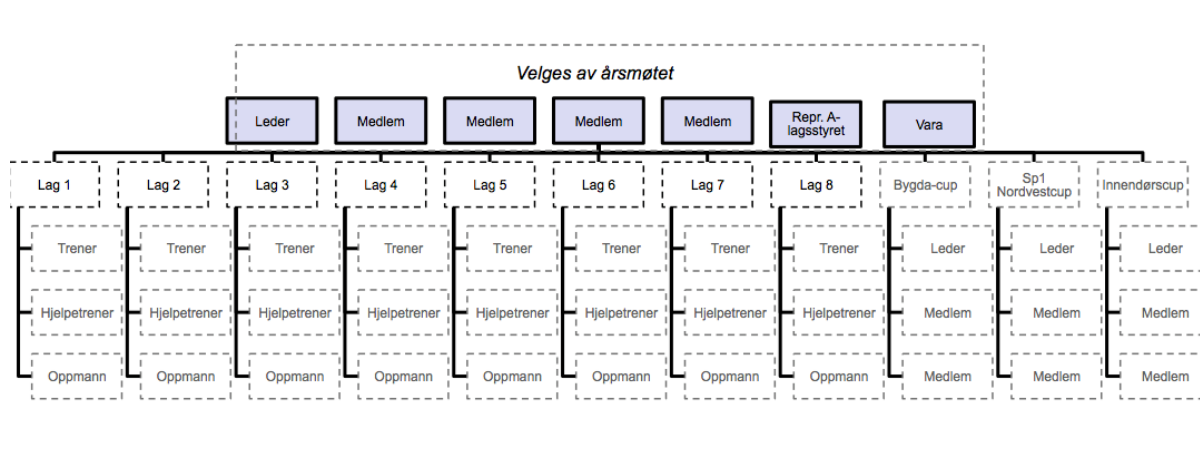 Velges av årsmøtet
Leder
Medlem
Medlem
Medlem
Medlem
Repr. A-
lagsstyret
Vara
Lag 1
Lag 2
Lag 3
Lag 4
Lag 5
Lag 6
Lag 7
Lag 8
Bygda-cup
Sp1
Nordvestcup
Innendørscup
Trener
Trener
Trener
Trener
Trener
Trener
Trener
Trener
Leder
Leder
Leder
Hjelpetrener
Hjelpetrener
Hjelpetrener
Hjelpetrener
Hjelpetrener
Hjelpetrener
Hjelpetrener
Hjelpetrener
Medlem
Medlem
Medlem
Oppmann
Oppmann
Oppmann
Oppmann
Oppmann
Oppmann
Oppmann
Oppmann
Medlem
Medlem
Medlem